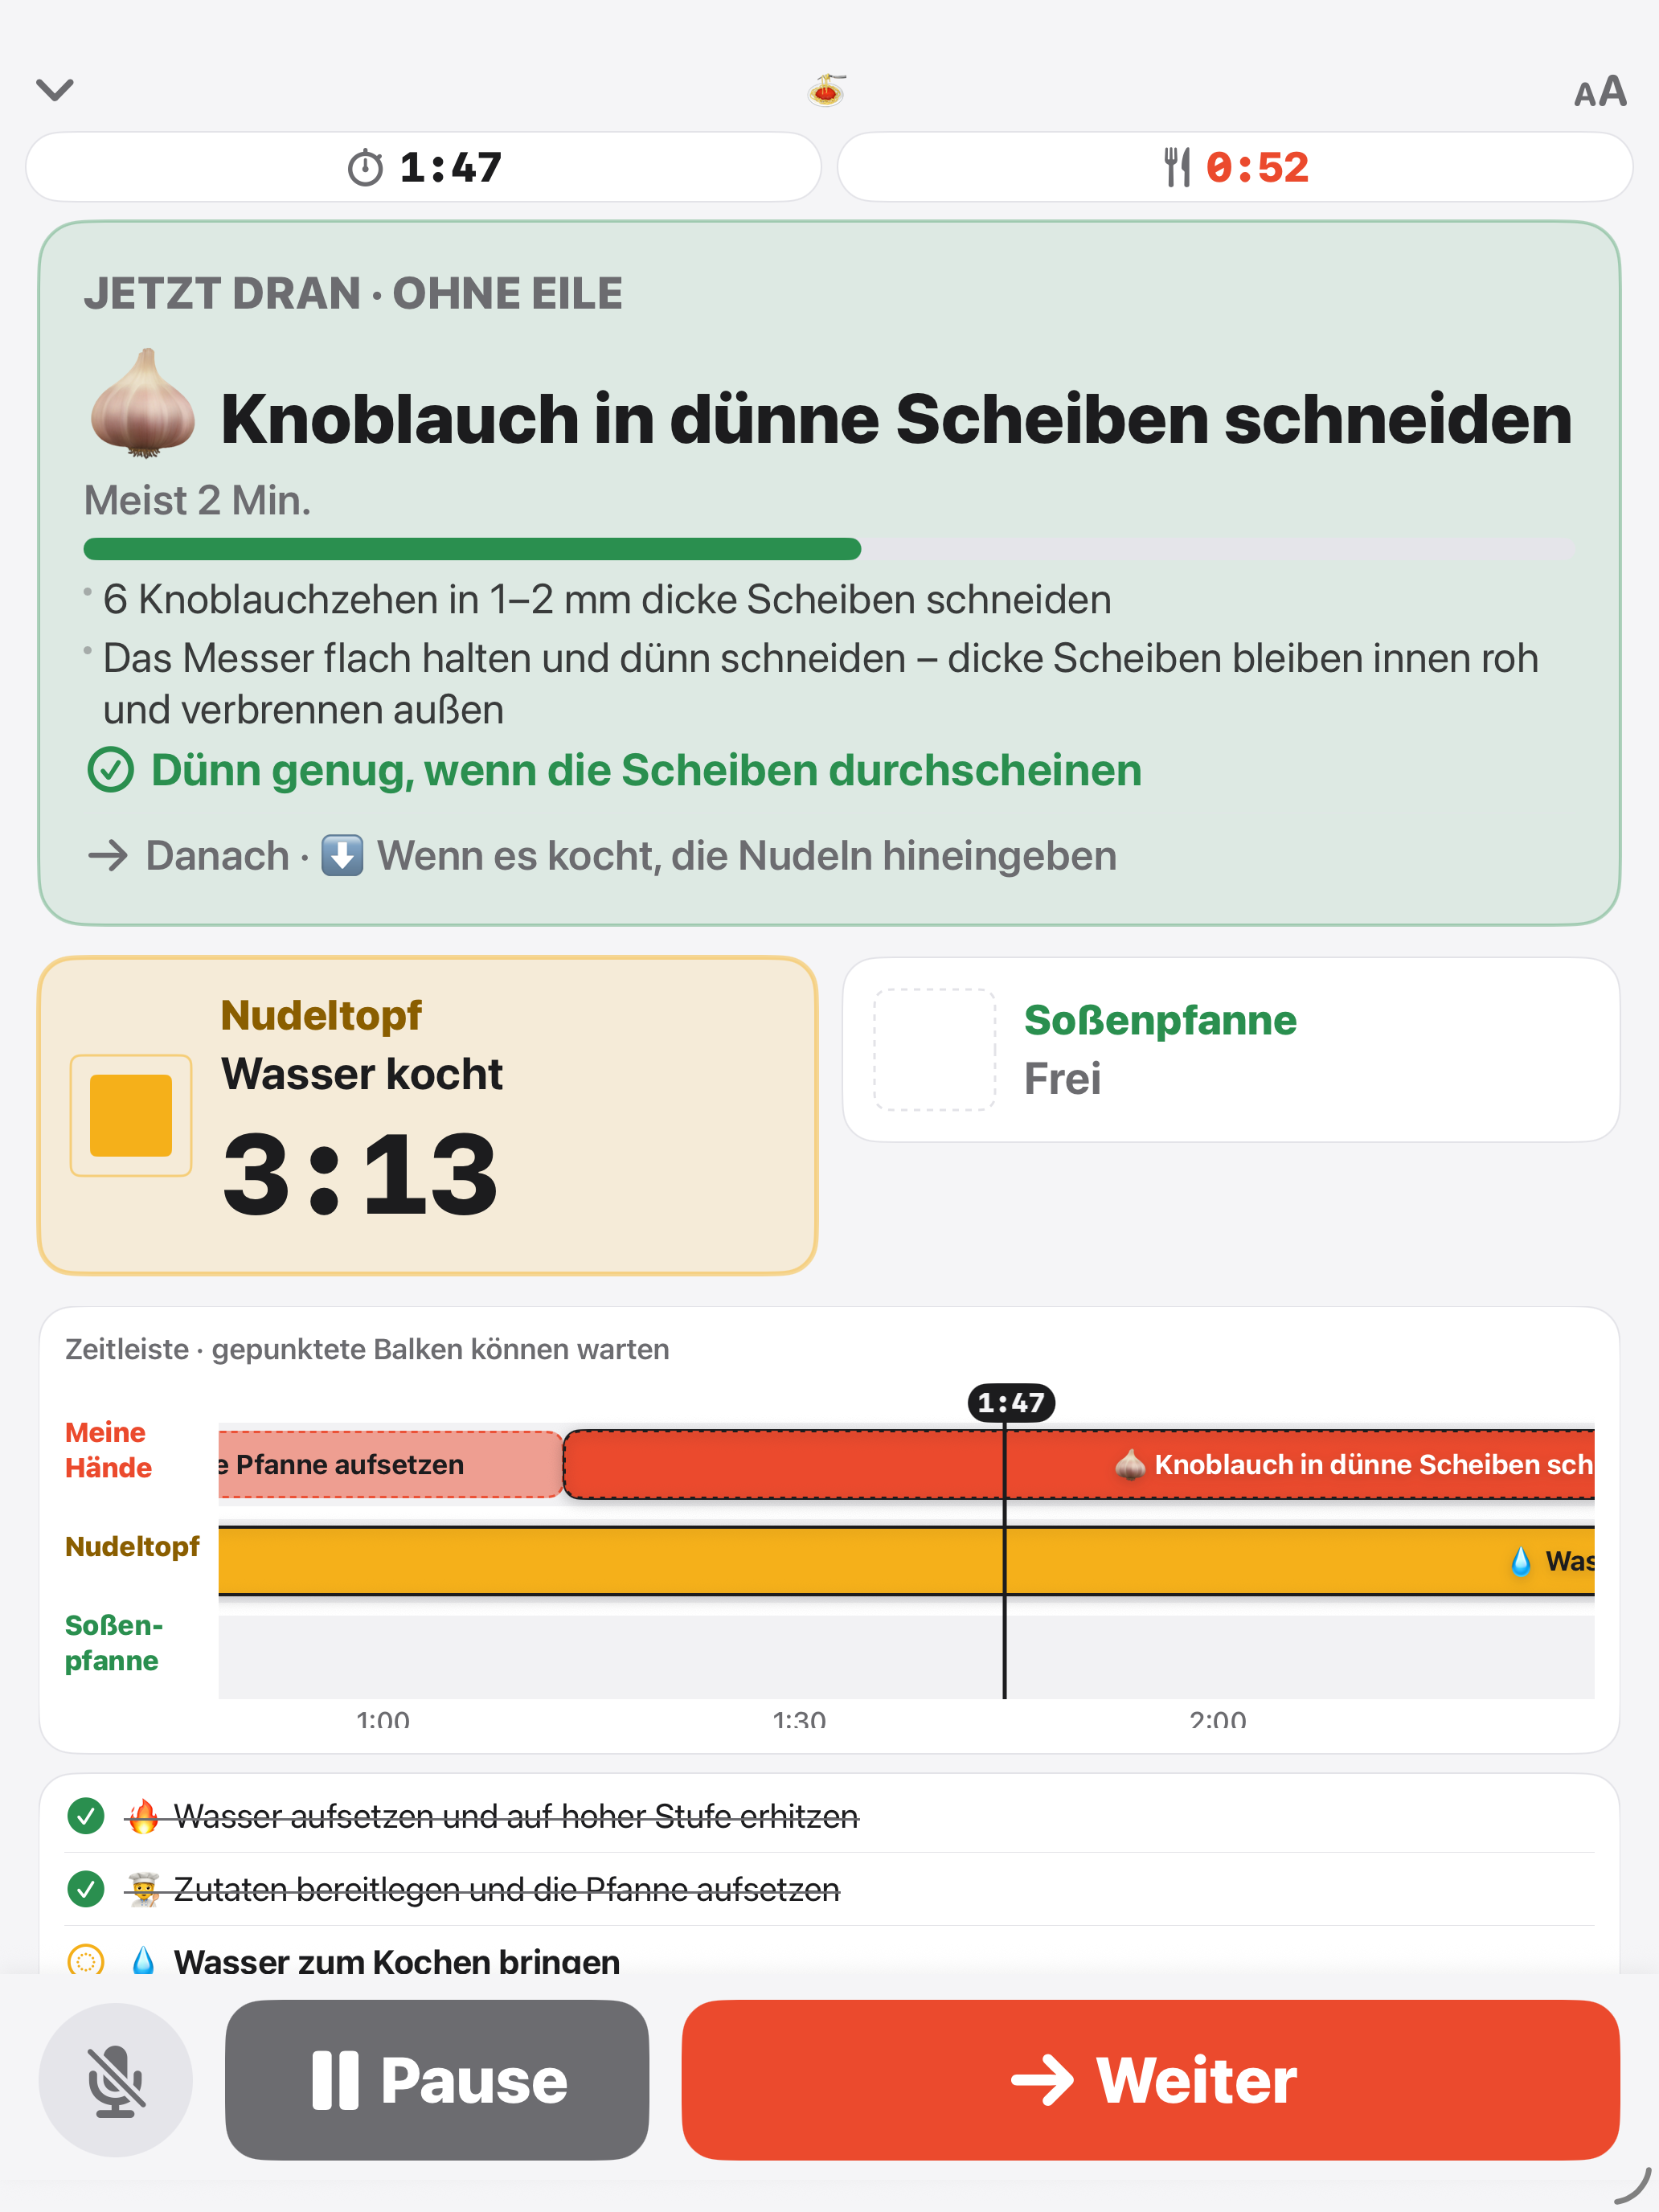 AA
1:47
0:52
JETZT DRAN · OHNE EILE
Knoblauch in dünne Scheiben schneiden
Meist 2 Min.
• 6 Knoblauchzehen in 1–2 mm dicke Scheiben schneiden
• Das Messer flach halten und dünn schneiden – dicke Scheiben bleiben innen roh
und verbrennen außen
Dünn genug, wenn die Scheiben durchscheinen
→ Danach · ⬇️ Wenn es kocht, die Nudeln hineingeben
Nudeltopf
Wasser kocht
3:13
Soßenpfanne
Frei
Zeitleiste · gepunktete Balken können warten
1:47
Meine
Hände
e Pfanne aufsetzen
Knoblauch in dünne Scheiben sch
Nudeltopf
Was
Soßen-
pfanne
1:00
1:30
2:00
Wasser aufsetzen und auf hoher Stufe erhitzen
Zutaten bereitlegen und die Pfanne aufsetzen
Wasser zum Kochen bringen
Pause
→ Weiter